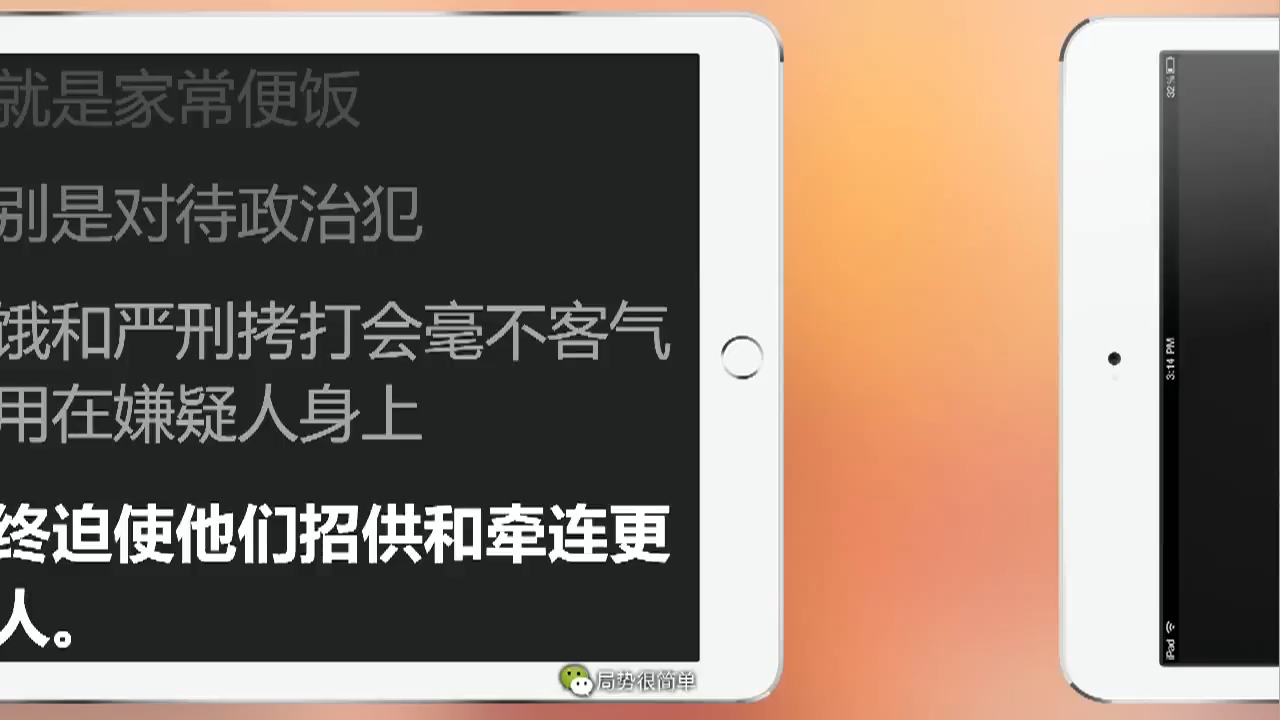 就是家常便饭
别是对待政治犯
饿和严刑拷打会毫不客气
用在嫌疑人身上
终迫使他们招供和牵连更
人。
局势很简单
32%
3:14 PM
iPad